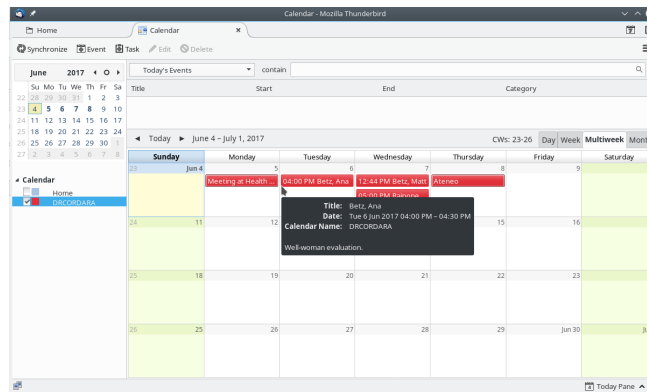 Calendar - Mozilla Thunderbird
Home
Calendar
Synchronize Event Task Edit Delete
June 2017
Su Mo Tu We Th Fr Sa
22 28 29 30 31 1 2 3
23 4 5 6 7 8 9 10
24 11 12 13 14 15 16 17
25 18 19 20 21 22 23 24
26 25 26 27 28 29 30 1
27 2 3 4 5 6 7 8
Calendar
Home
DRCORDARA
Today's Events contain
Title Start End Category
Today June 4 – July 1, 2017 CWs: 23-26 Day Week Multiweek Mont
Sunday Monday Tuesday Wednesday Thursday Friday Saturday
23 Jun 4 5 6 7 8 9
Meeting at Health ... 04:00 PM Betz, Ana 12:44 PM Betz, Matt Ateneo
05:00 PM
Title: Betz, Ana
Date: Tue 6 Jun 2017 04:00 PM – 04:30 PM
Calendar Name: DRCORDARA
Well-woman evaluation.
24 11 12 15 16
25 18 19 20 21 22 23
26 25 26 27 28 29 Jun 30
Today Pane